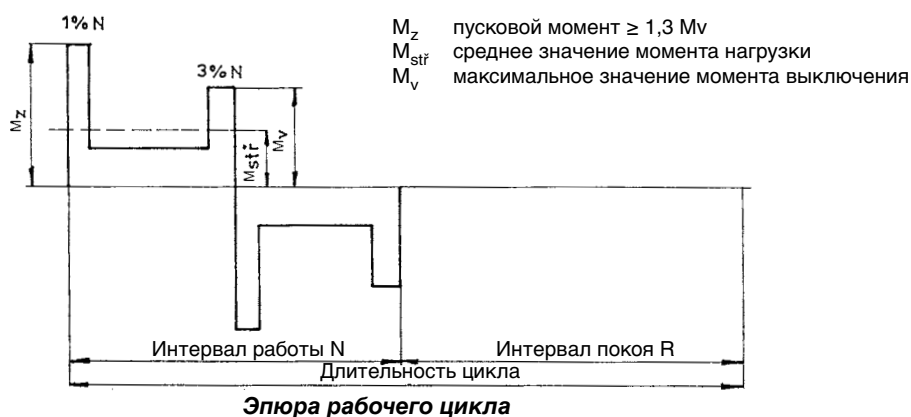 1% N
M_z пусковой момент ≥ 1,3 Mv
M_stř среднее значение момента нагрузки
M_v максимальное значение момента выключения
3% N
M_z
M_stř
M_v
Интервал работы N
Интервал покоя R
Длительность цикла
Эпюра рабочего цикла